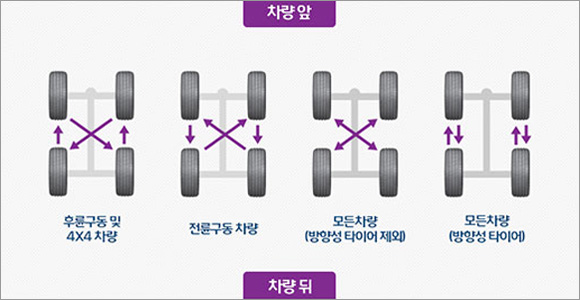 차량 앞
후륜구동 및
4X4 차량
전륜구동 차량
모든차량
(방향성 타이어 제외)
모든차량
(방향성 타이어)
차량 뒤